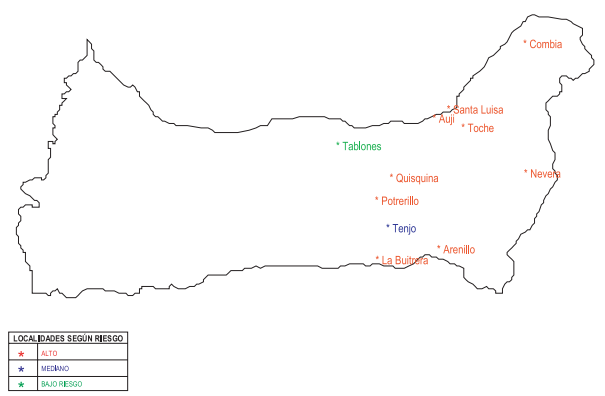 * Combia
* Santa Luisa
* Auji
* Toche
* Tablones
* Nevera
* Quisquina
* Potrerillo
* Tenjo
* Arenillo
* La Buitrera
LOCALIDADES SEGÚN RIESGO
* ALTO
* MEDIANO
* BAJO RIESGO